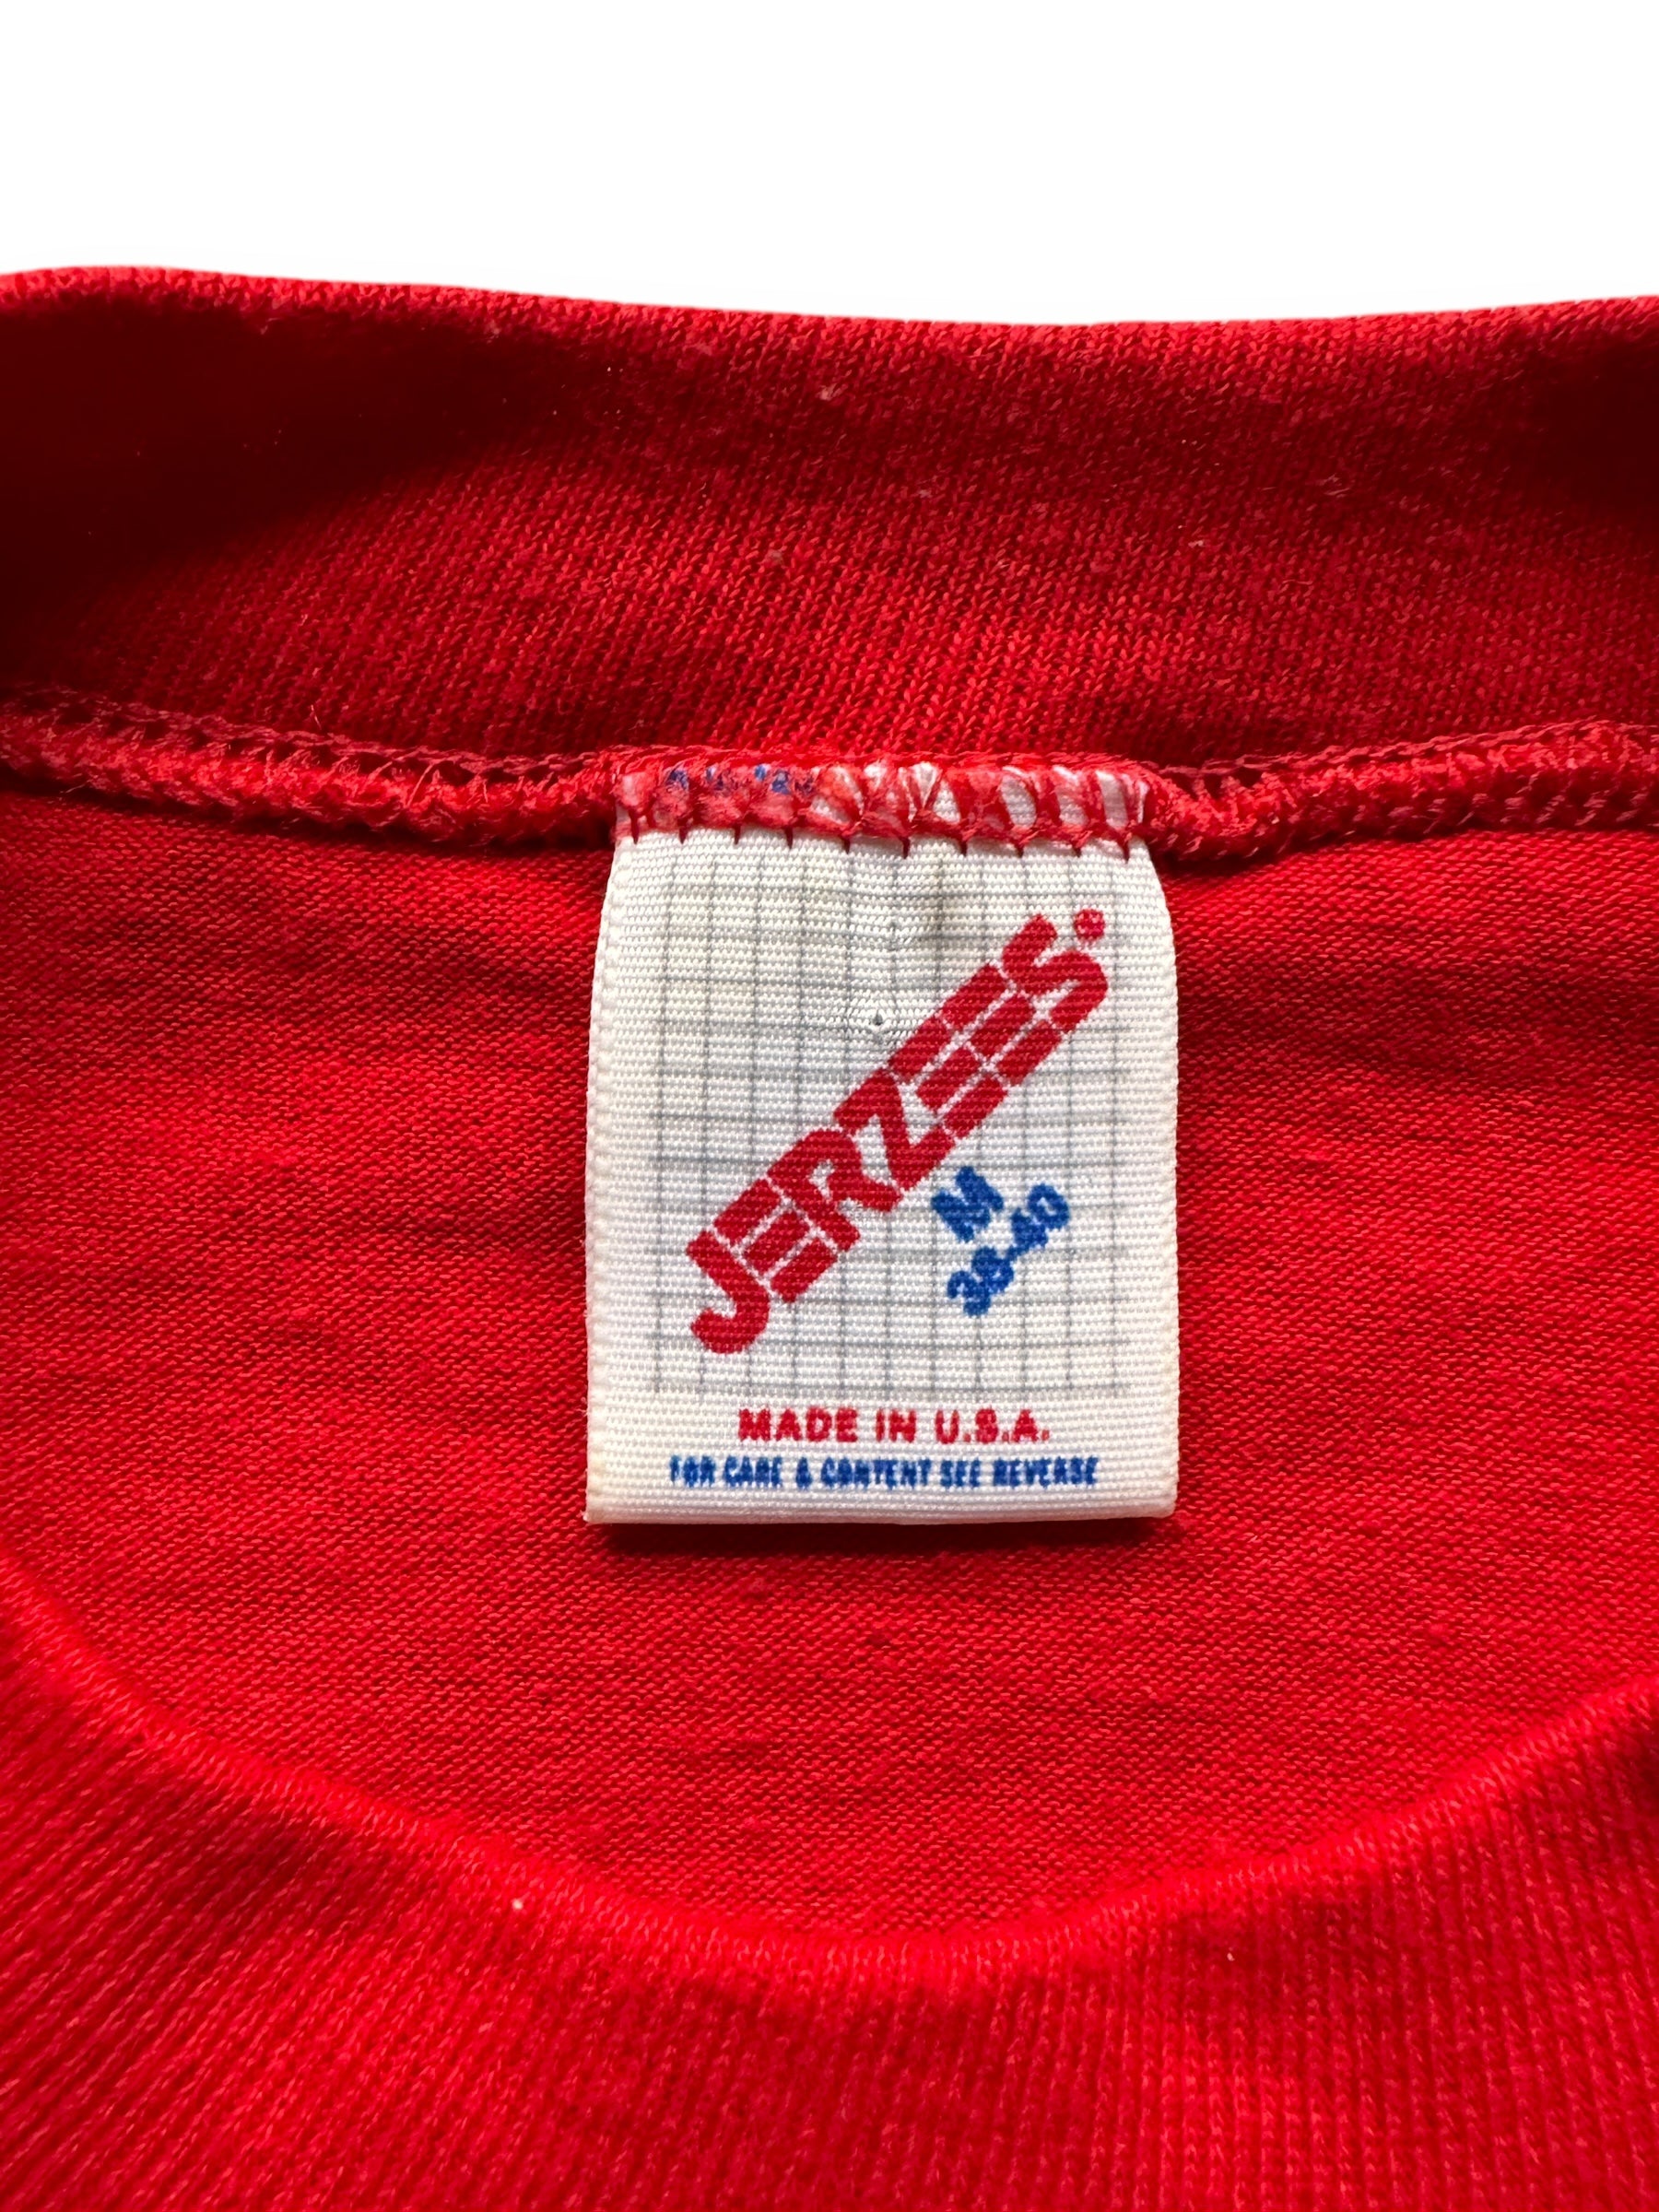 JERZEES®
M
38-40
MADE IN U.S.A.
FOR CARE & CONTENT SEE REVERSE